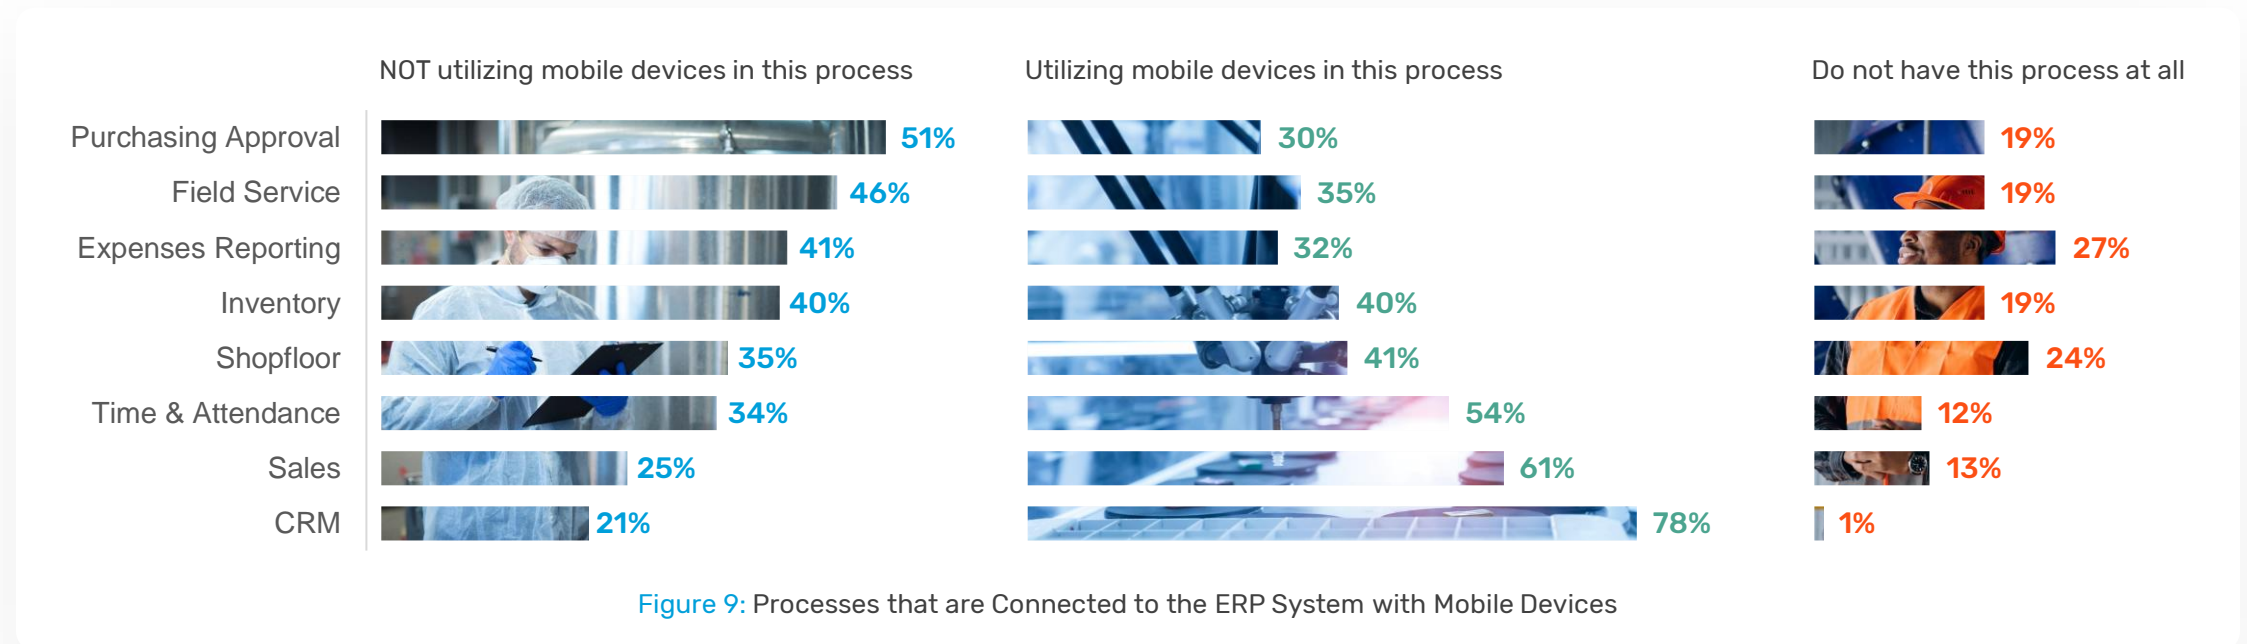 NOT utilizing mobile devices in this process Utilizing mobile devices in this process Do not have this process at all
Purchasing Approval 51% 30% 19%
Field Service 46% 35% 19%
Expenses Reporting 41% 32% 27%
Inventory 40% 40% 19%
Shopfloor 35% 41% 24%
Time & Attendance 34% 54% 12%
Sales 25% 61% 13%
CRM 21% 78% 1%
Figure 9: Processes that are Connected to the ERP System with Mobile Devices